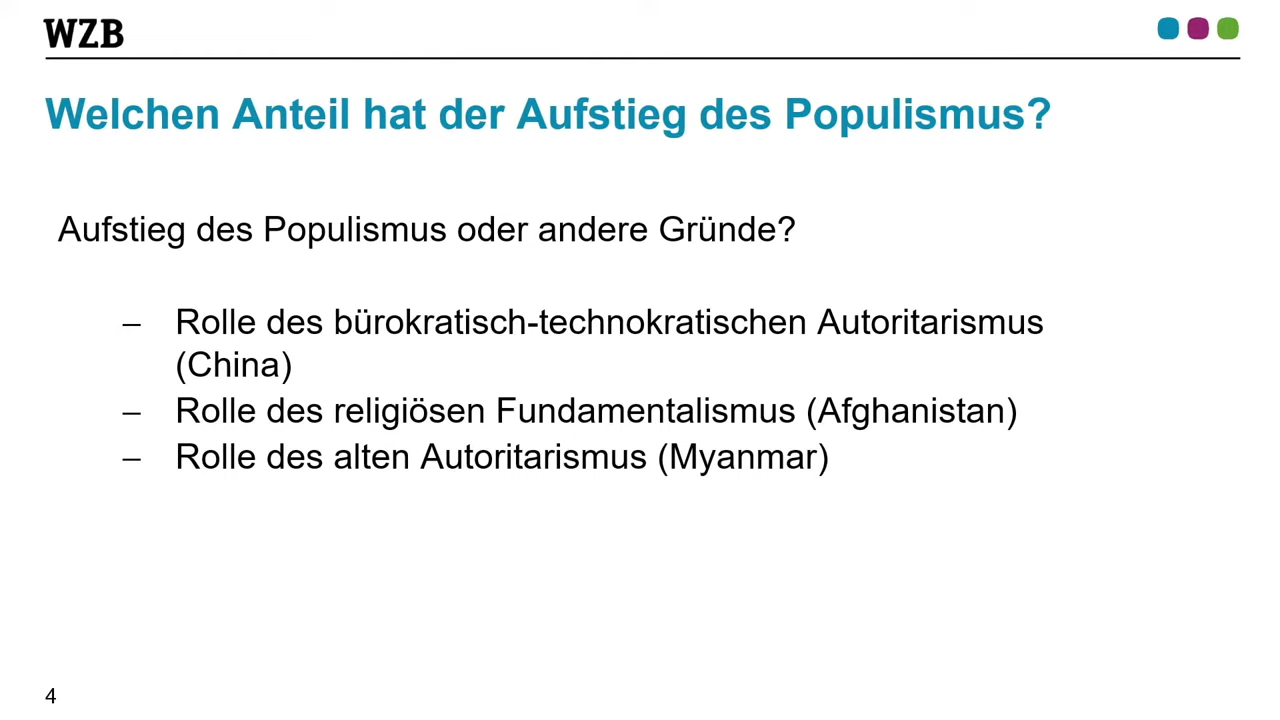 WZB
Welchen Anteil hat der Aufstieg des Populismus?
Aufstieg des Populismus oder andere Gründe?
– Rolle des bürokratisch-technokratischen Autoritarismus
(China)
– Rolle des religiösen Fundamentalismus (Afghanistan)
– Rolle des alten Autoritarismus (Myanmar)
4